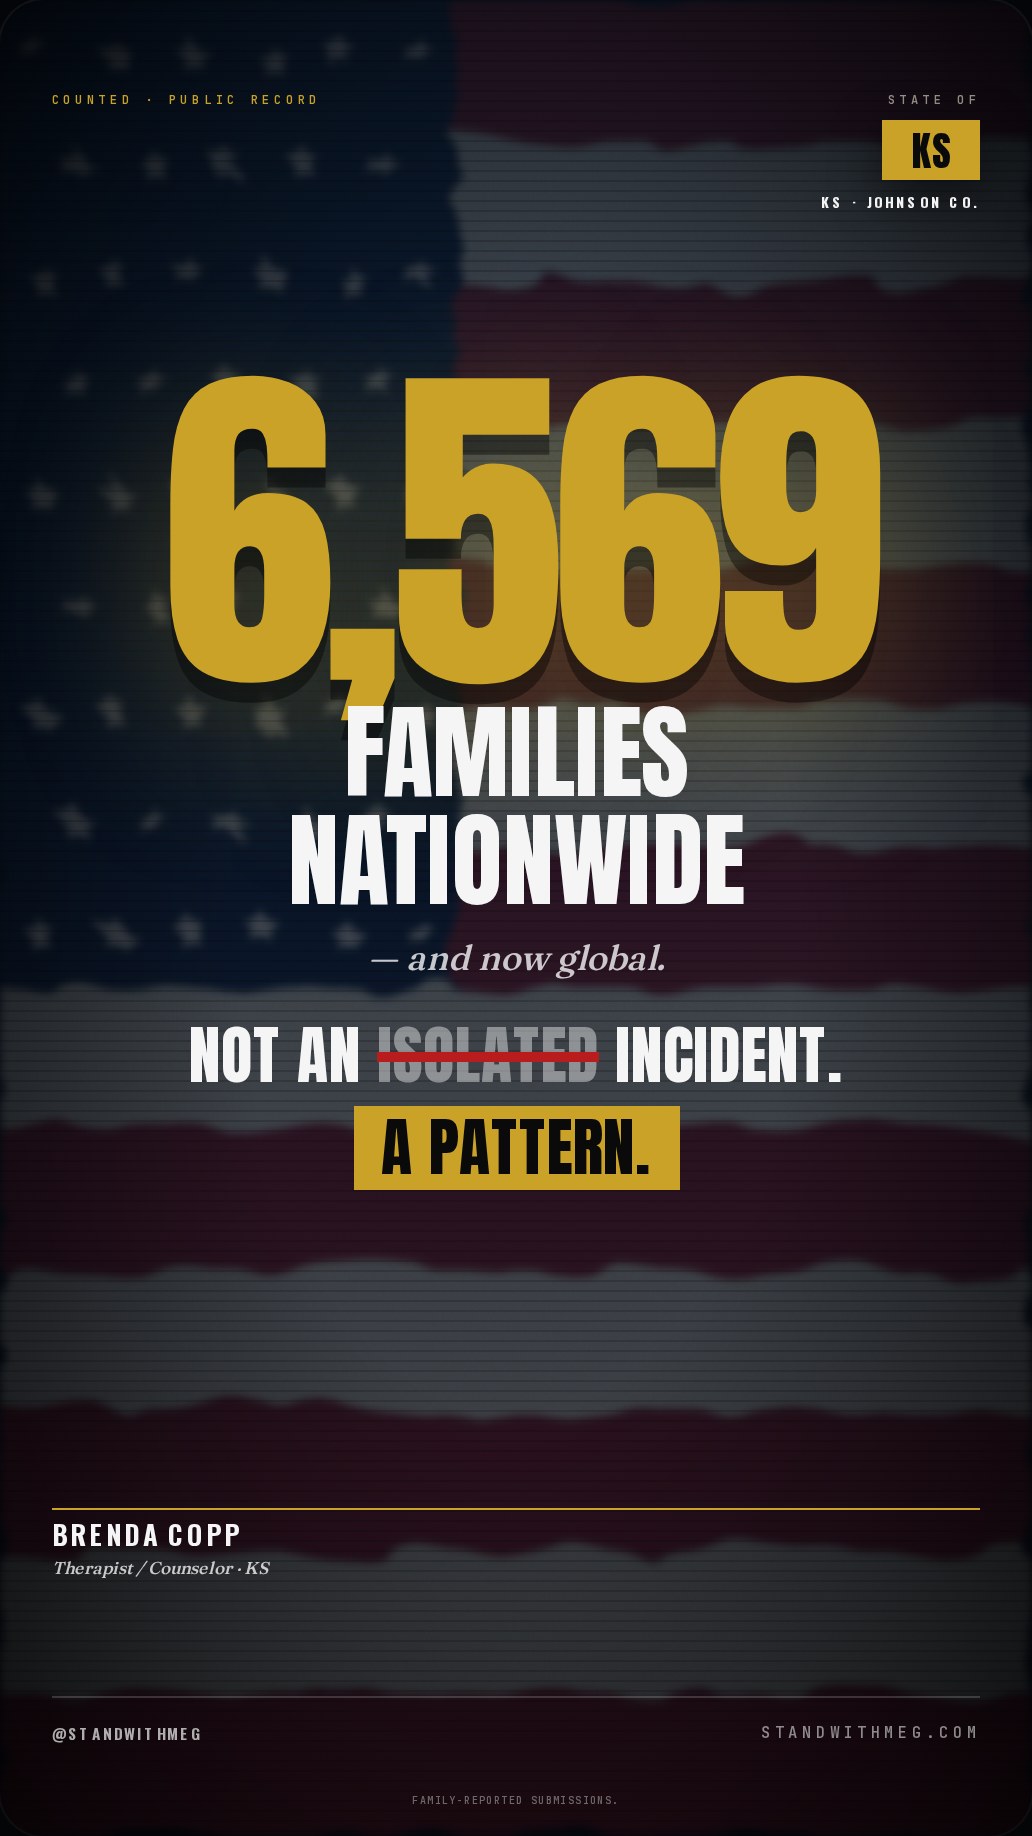 COUNTED · PUBLIC RECORD
STATE OF
KS
KS · JOHNSON CO.
6,569
FAMILIES
NATIONWIDE
— and now global.
NOT AN ISOLATED INCIDENT.
A PATTERN.
BRENDA COPP
Therapist / Counselor · KS
@STANDWITHMEG
STANDWITHMEG.COM
FAMILY-REPORTED SUBMISSIONS.